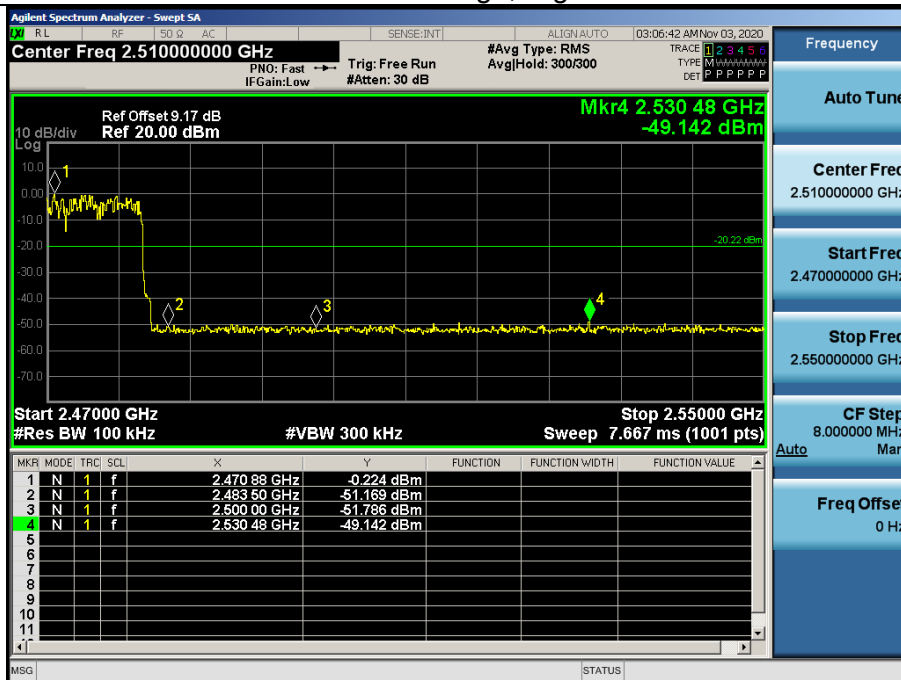 Agilent Spectrum Analyzer - Swept SA
LXI RL RF 50 Ω AC SENSE:INT ALIGN AUTO 03:06:42 AM Nov 03, 2020
Center Freq 2.510000000 GHz #Avg Type: RMS TRACE 1 2 3 4 5 6
PNO: Fast Trig: Free Run Avg|Hold: 300/300 TYPE M WWWWW
IFGain:Low #Atten: 30 dB DET P P P P P P
Mkr4 2.530 48 GHz
-49.142 dBm
Ref Offset 9.17 dB
10 dB/div Ref 20.00 dBm
Log
10.0
0.00
-10.0
-20.0
-30.0
-40.0
-50.0
-60.0
-70.0
1
2
3
4
-20.22 dBm
Start 2.47000 GHz Stop 2.55000 GHz
#Res BW 100 kHz #VBW 300 kHz Sweep 7.667 ms (1001 pts)
MKR MODE TRC SCL X Y FUNCTION FUNCTION WIDTH FUNCTION VALUE
1 N 1 f 2.470 88 GHz -0.224 dBm
2 N 1 f 2.483 50 GHz -51.169 dBm
3 N 1 f 2.500 00 GHz -51.786 dBm
4 N 1 f 2.530 48 GHz -49.142 dBm
5
6
7
8
9
10
11
MSG STATUS
Frequency
Auto Tune
Center Freq
2.510000000 GHz
Start Freq
2.470000000 GHz
Stop Freq
2.550000000 GHz
CF Step
8.000000 MHz
Auto Man
Freq Offset
0 Hz